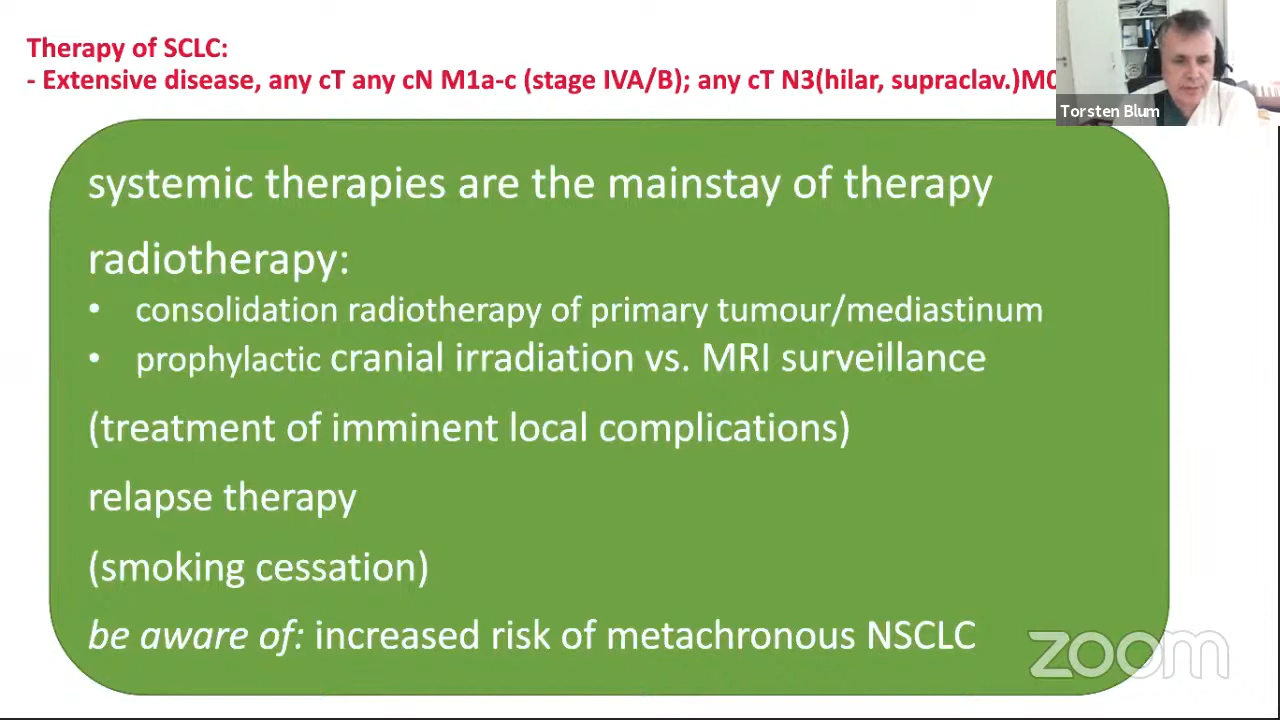 Therapy of SCLC:
- Extensive disease, any cT any cN M1a-c (stage IVA/B); any cT N3(hilar, supraclav.)M0
Torsten Blum
systemic therapies are the mainstay of therapy
radiotherapy:
• consolidation radiotherapy of primary tumour/mediastinum
• prophylactic cranial irradiation vs. MRI surveillance
(treatment of imminent local complications)
relapse therapy
(smoking cessation)
be aware of: increased risk of metachronous NSCLC
zoom